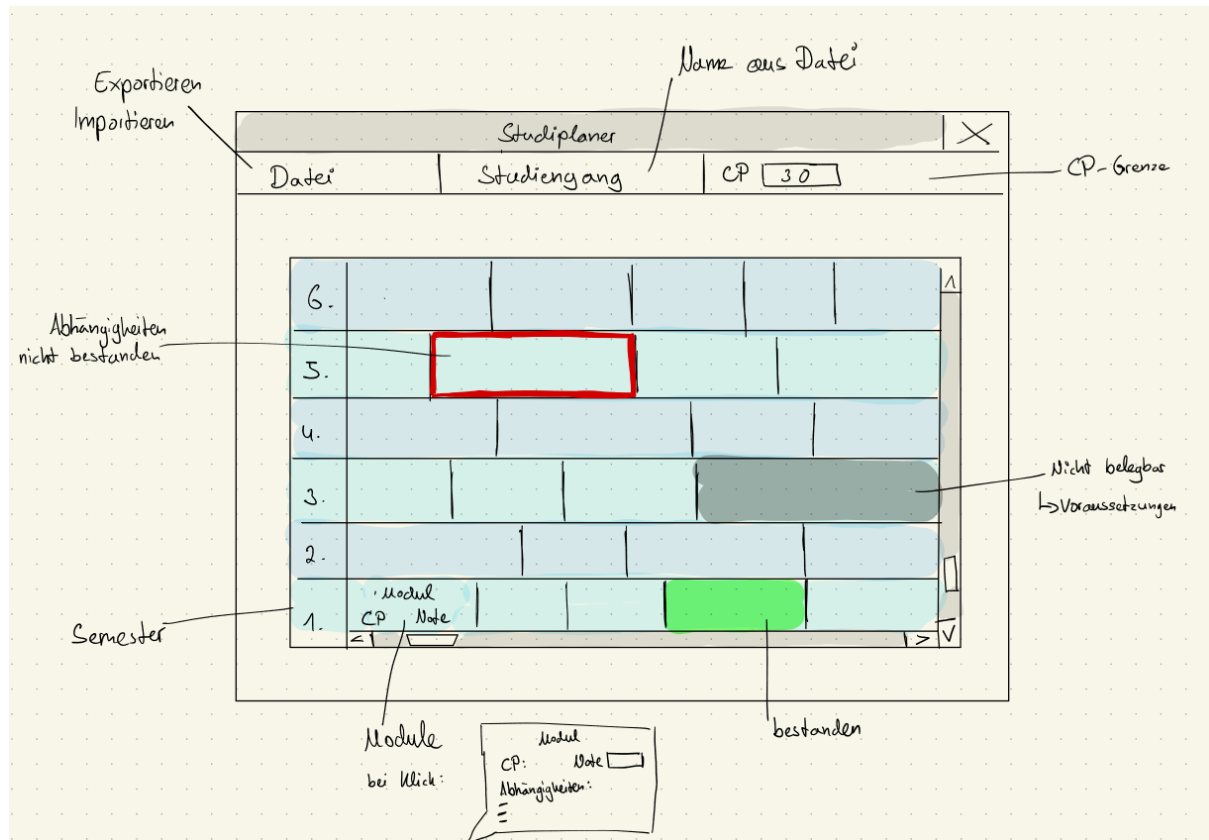 Name aus Datei
Exportieren
Importieren
Studiplaner
X
Datei
Studiengang
CP 30
CP-Grenze
6.
Abhängigkeiten
nicht bestanden
5.
4.
Nicht belegbar
↳Voraussetzungen
3.
2.
Modul
CP Note
1.
Semester
< > V
Module
bei Klick:
bestanden
Modul
CP: Note
Abhängigkeiten: